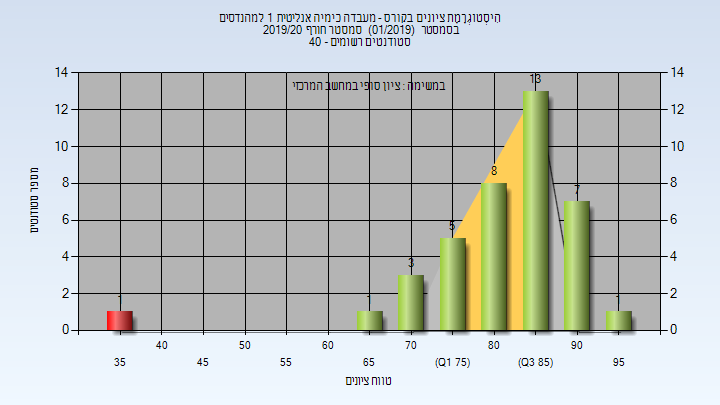 הִיסְטוֹגְרָמַת ציונים בקורס - מעבדה כימיה אנליטית 1 למהנדסים
בסמסטר (01/2019) סמסטר חורף 2019/20
סטודנטים רשומים - 40
במשימה : ציון סופי במחשב המרכזי
מספר סטודנטים
14 14
12 12
10 10
8 8
6 6
4 4
2 2
0 0
1 1 3 5 8 13 7 1
40 50 60 70 80 90
35 45 55 65 (Q1 75) (Q3 85) 95
טווח ציונים